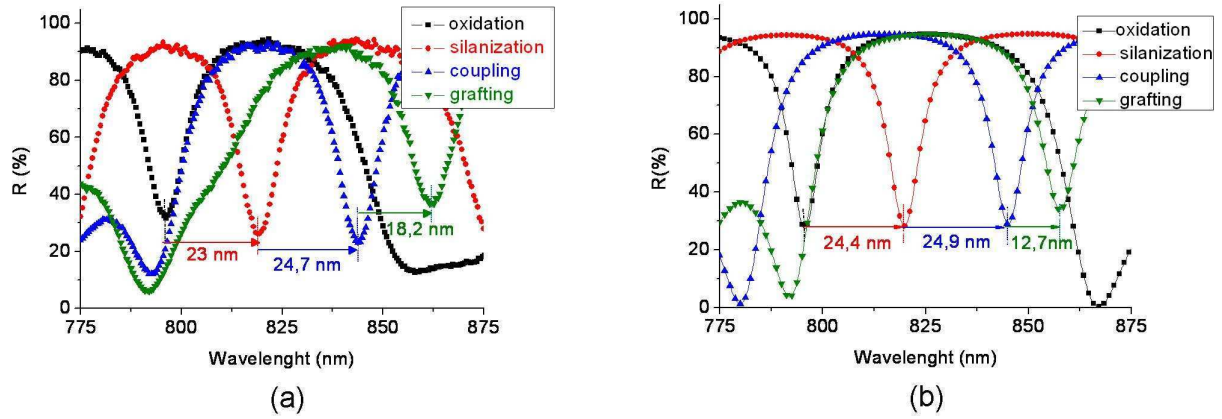 oxidation
silanization
coupling
grafting
100
80
60
40
20
0
R (%)
23 nm
24,7 nm
18,2 nm
775
800
825
850
875
Wavelenght (nm)
(a)
oxidation
silanization
coupling
grafting
100
80
60
40
20
0
R(%)
24,4 nm
24,9 nm
12,7nm
775
800
825
850
875
Wavelenght (nm)
(b)